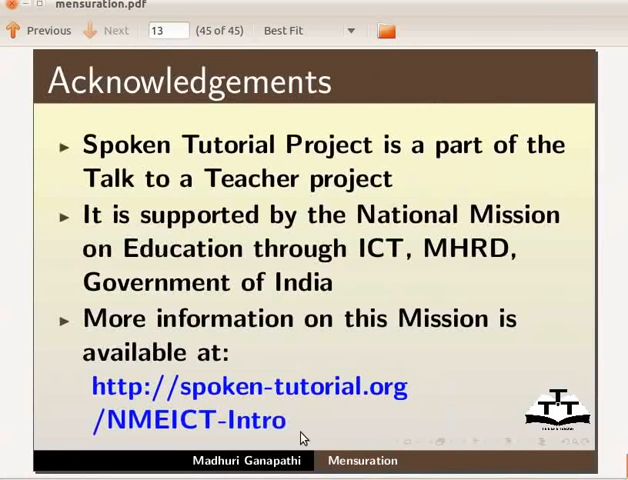 mensuration.pdf
Previous Next 13 (45 of 45) Best Fit
Acknowledgements
Spoken Tutorial Project is a part of the
Talk to a Teacher project
It is supported by the National Mission
on Education through ICT, MHRD,
Government of India
More information on this Mission is
available at:
http://spoken-tutorial.org
/NMEICT-Intro
Madhuri Ganapathi Mensuration